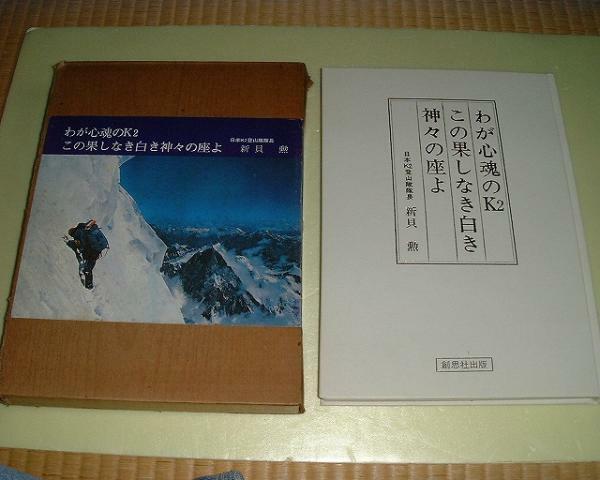 わが心魂のK2
この果しなき白き神々の座よ
日本K2登山隊隊長
新貝 勲
わが心魂のK2
この果しなき白き
神々の座よ
日本K2登山隊隊長 新貝 勲
創思社出版